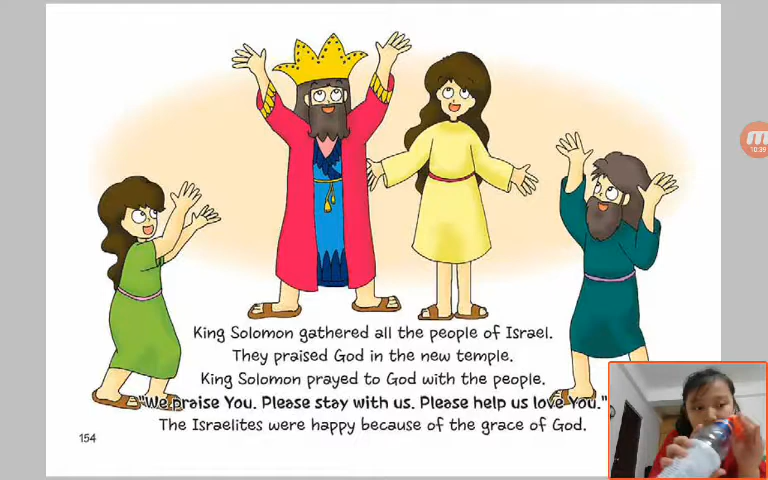 King Solomon gathered all the people of Israel.
They praised God in the new temple.
King Solomon prayed to God with the people.
"We praise You. Please stay with us. Please help us love You."
The Israelites were happy because of the grace of God.
154